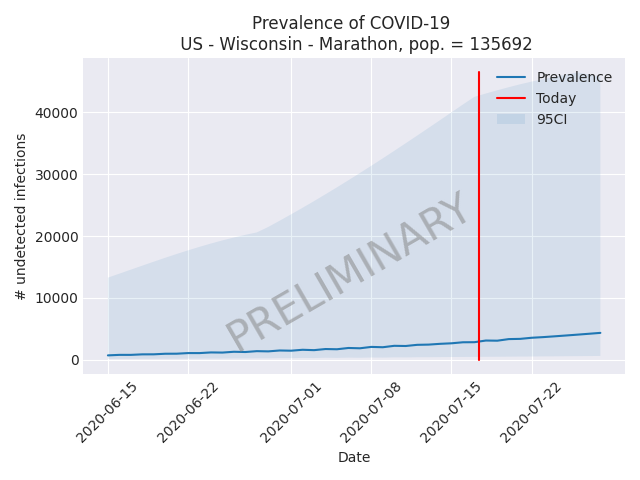 Prevalence of COVID-19
US - Wisconsin - Marathon, pop. = 135692
Prevalence
Today
95CI
40000
30000
20000
10000
0
# undetected infections
PRELIMINARY
2020-06-15
2020-06-22
2020-07-01
2020-07-08
2020-07-15
2020-07-22
Date